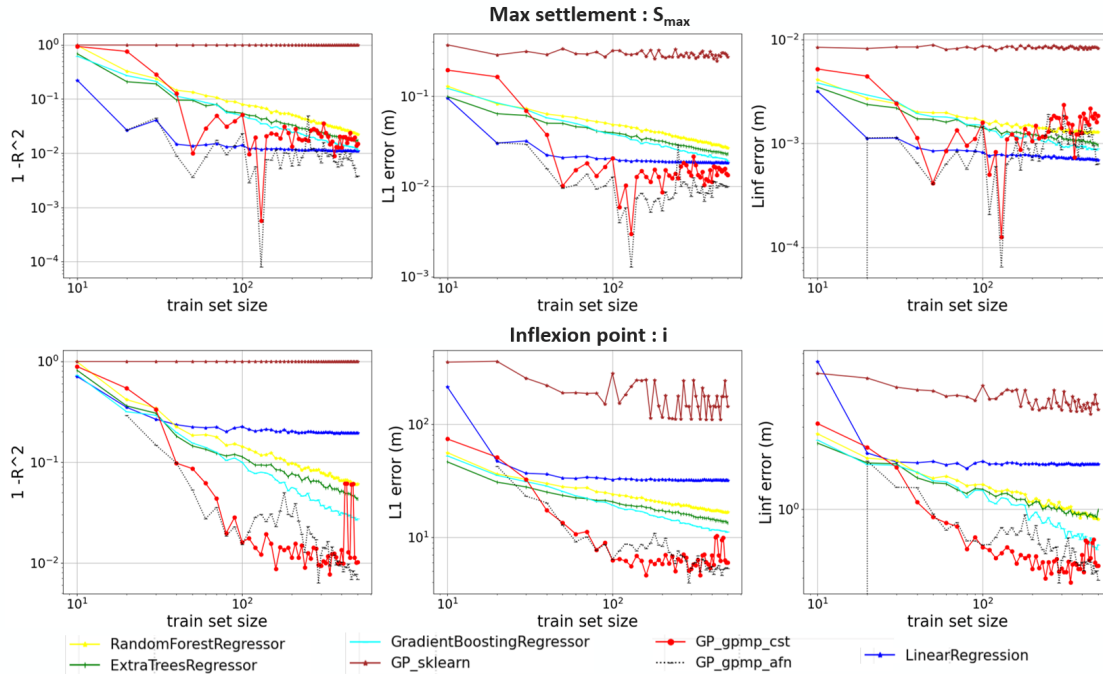 Max settlement : Smax
10^0
10^-1
10^-2
10^-3
10^-4
1 -R^2
10^1
10^2
train set size
10^-1
10^-2
10^-3
L1 error (m)
10^1
10^2
train set size
10^-2
10^-3
10^-4
Linf error (m)
10^1
10^2
train set size
Inflexion point : i
10^0
10^-1
10^-2
1 -R^2
10^1
10^2
train set size
10^2
10^1
L1 error (m)
10^1
10^2
train set size
10^0
Linf error (m)
10^1
10^2
train set size
RandomForestRegressor
GradientBoostingRegressor
GP_gpmp_cst
LinearRegression
ExtraTreesRegressor
GP_sklearn
GP_gpmp_afn